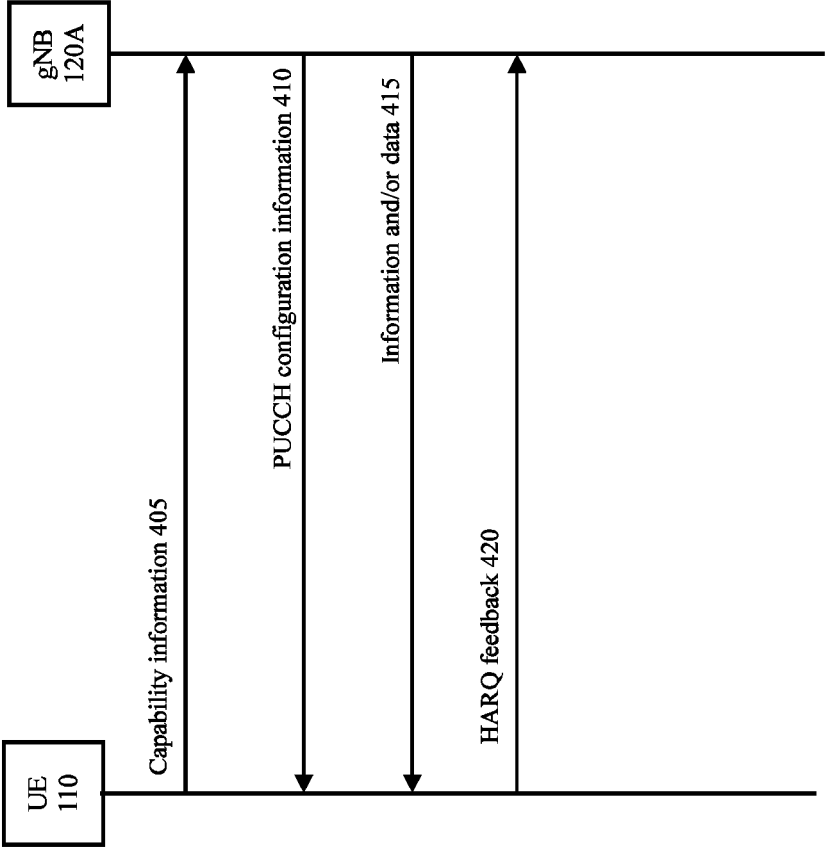 UE
110
gNB
120A
Capability information 405
PUCCH configuration information 410
Information and/or data 415
HARQ feedback 420